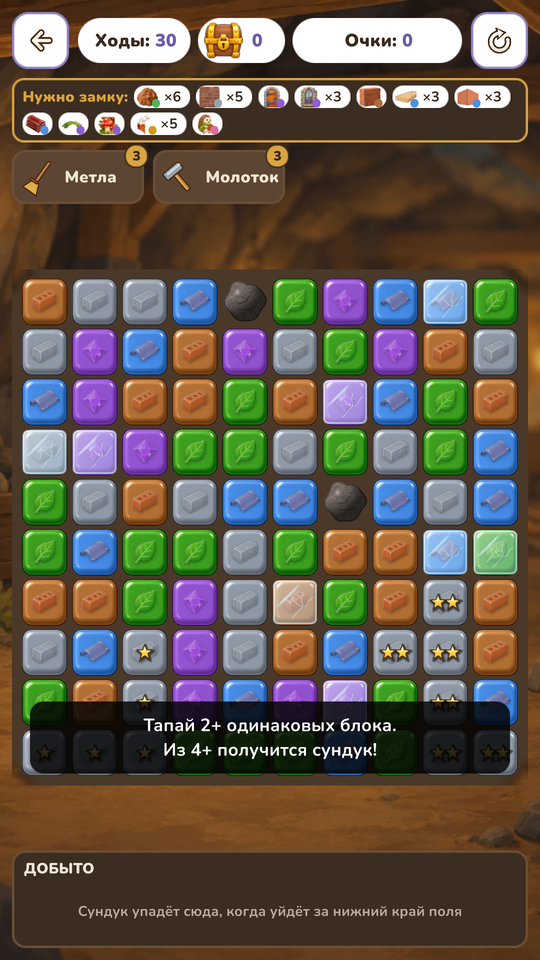 Ходы: 30
0
Очки: 0
Нужно замку:
×6
×5
×3
×3
×3
×5
Метла
3
Молоток
3
Тапай 2+ одинаковых блока.
Из 4+ получится сундук!
ДОБЫТО
Сундук упадёт сюда, когда уйдёт за нижний край поля